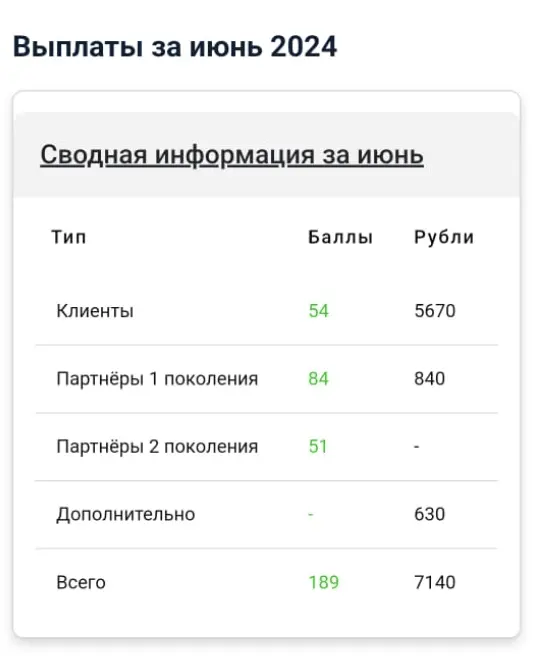 Выплаты за июнь 2024
Сводная информация за июнь
Тип Баллы Рубли
Клиенты 54 5670
Партнёры 1 поколения 84 840
Партнёры 2 поколения 51 -
Дополнительно - 630
Всего 189 7140